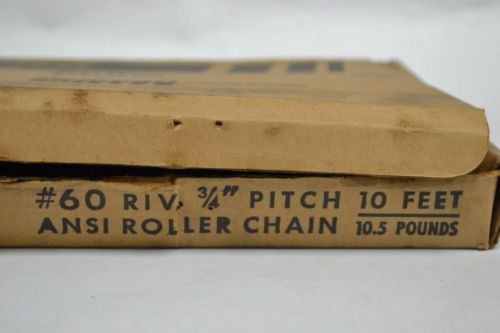 #60 RIV. 3/4" PITCH 10 FEET
ANSI ROLLER CHAIN 10.5 POUNDS